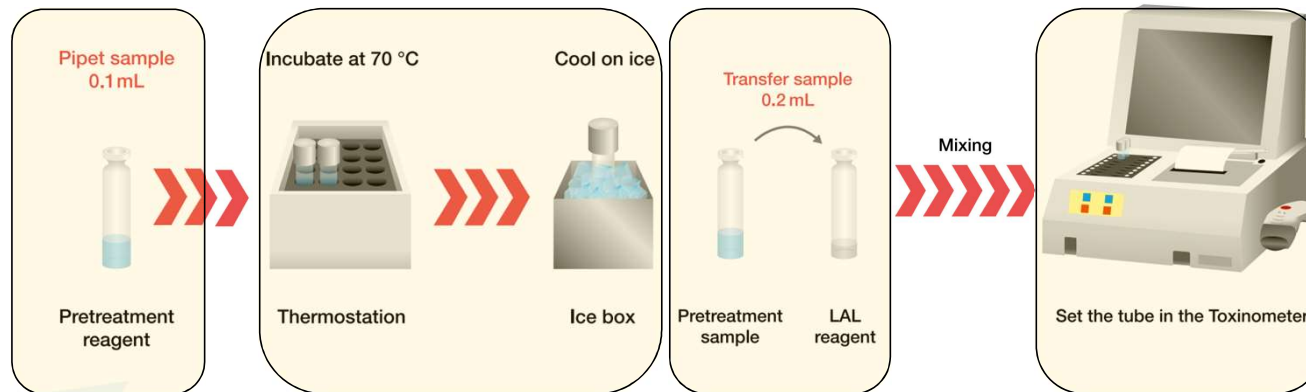 Pipet sample
0.1 mL
Pretreatment
reagent
Incubate at 70 °C
Thermostation
Cool on ice
Ice box
Transfer sample
0.2 mL
Pretreatment
sample
LAL
reagent
Mixing
Set the tube in the Toxinometer